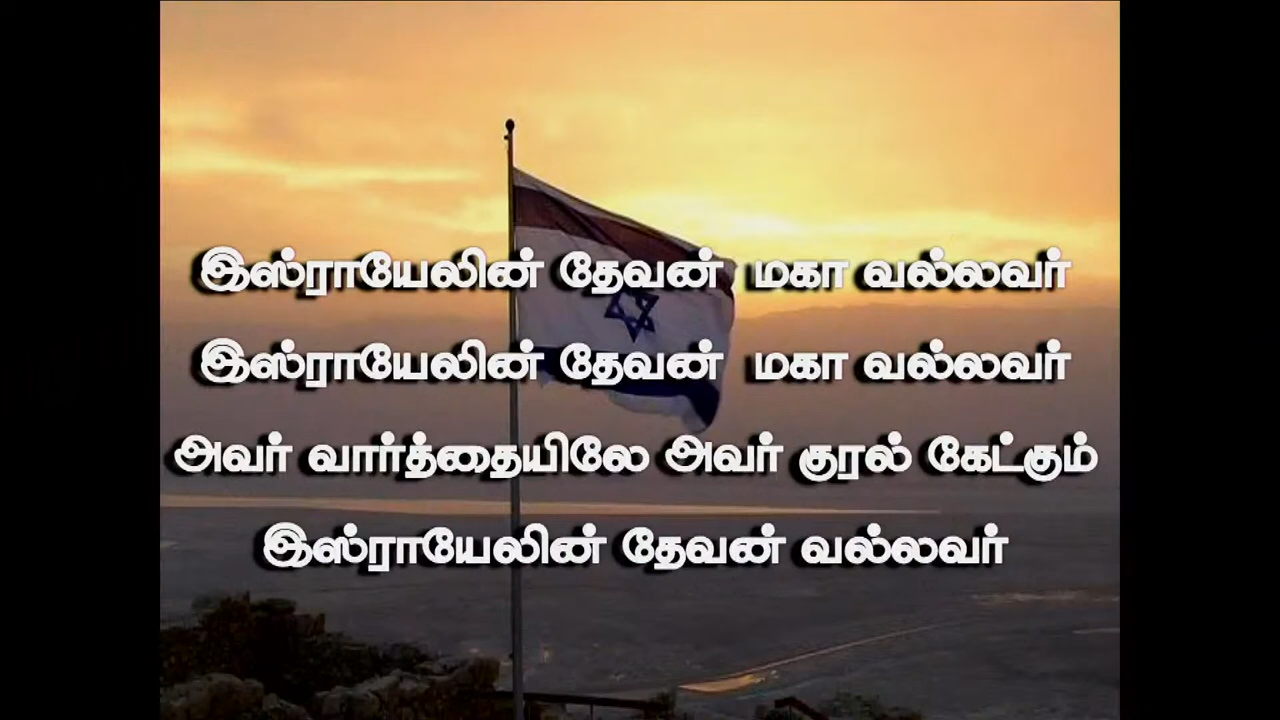 இஸ்ராயேலின் தேவன் மகா வல்லவர்
இஸ்ராயேலின் தேவன் மகா வல்லவர்
அவர் வார்த்தையிலே அவர் குரல் கேட்கும்
இஸ்ராயேலின் தேவன் வல்லவர்